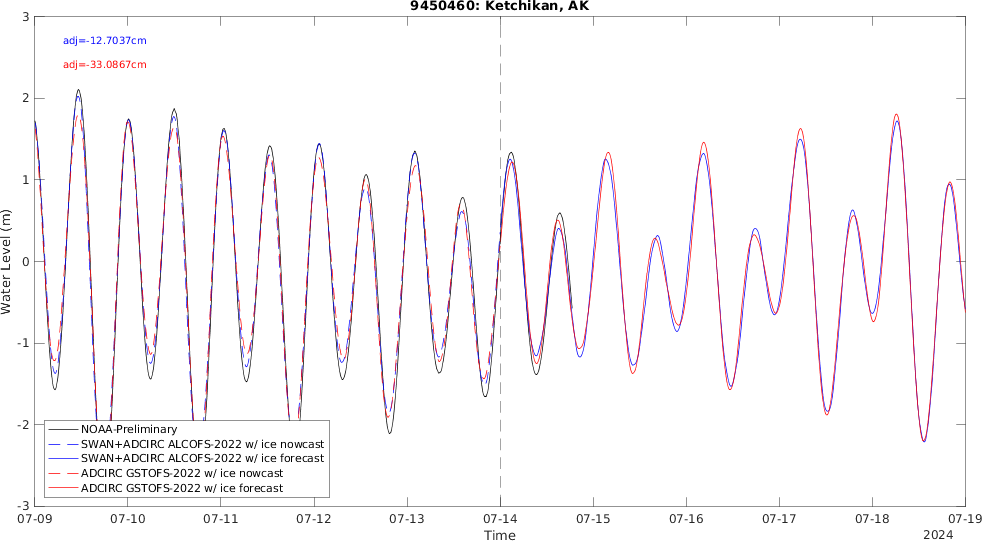 9450460: Ketchikan, AK
adj=-12.7037cm
adj=-33.0867cm
3
2
1
0
-1
-2
-3
Water Level (m)
NOAA-Preliminary
SWAN+ADCIRC ALCOFS-2022 w/ ice nowcast
SWAN+ADCIRC ALCOFS-2022 w/ ice forecast
ADCIRC GSTOFS-2022 w/ ice nowcast
ADCIRC GSTOFS-2022 w/ ice forecast
07-09 07-10 07-11 07-12 07-13 07-14 07-15 07-16 07-17 07-18 07-19
Time
2024